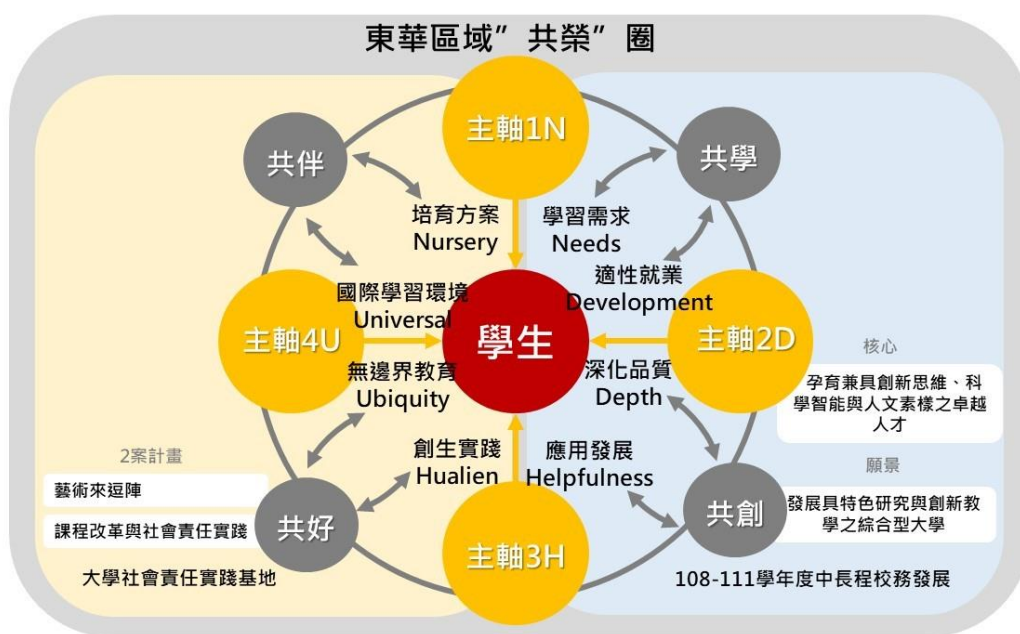 東華區域”共榮”圈
主軸1N
共伴
共學
培育方案
Nursery
學習需求
Needs
國際學習環境
Universal
適性就業
Development
主軸4U
學生
主軸2D
無邊界教育
Ubiquity
深化品質
Depth
創生實踐
Hualien
應用發展
Helpfulness
共好
主軸3H
共創
2案計畫
藝術來逗陣
課程改革與社會責任實踐
大學社會責任實踐基地
核心
孕育兼具創新思維、科
學智能與人文素樣之卓越
人才
願景
發展具特色研究與創新教
學之綜合型大學
108-111學年度中長程校務發展